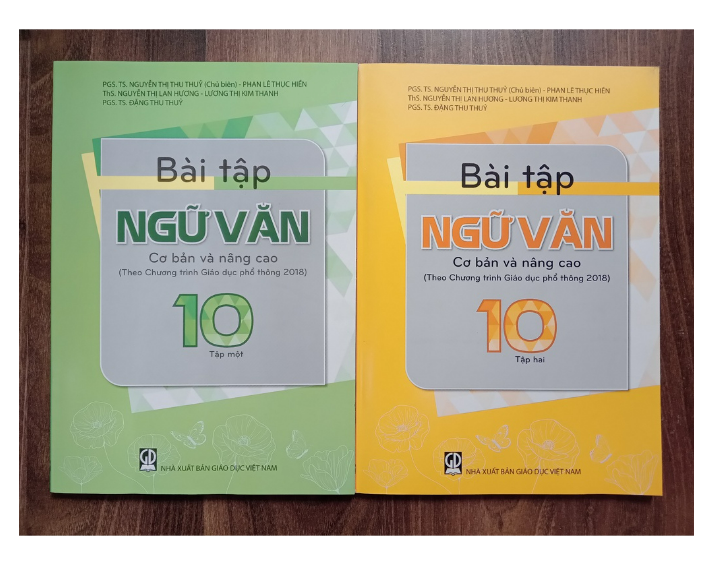 PGS. TS. NGUYỄN THỊ THU THUỶ (Chủ biên) - PHAN LÊ THỤC HIỀN
ThS. NGUYỄN THỊ LAN HƯƠNG - LƯƠNG THỊ KIM THANH
PGS. TS. ĐẶNG THU THUỶ
Bài tập
NGỮ VĂN
Cơ bản và nâng cao
(Theo Chương trình Giáo dục phổ thông 2018)
10
Tập một
GD
NHÀ XUẤT BẢN GIÁO DỤC VIỆT NAM
PGS. TS. NGUYỄN THỊ THU THUỶ (Chủ biên) - PHAN LÊ THỤC HIỀN
ThS. NGUYỄN THỊ LAN HƯƠNG - LƯƠNG THỊ KIM THANH
PGS. TS. ĐẶNG THU THUỶ
Bài tập
NGỮ VĂN
Cơ bản và nâng cao
(Theo Chương trình Giáo dục phổ thông 2018)
10
Tập hai
GD
NHÀ XUẤT BẢN GIÁO DỤC VIỆT NAM